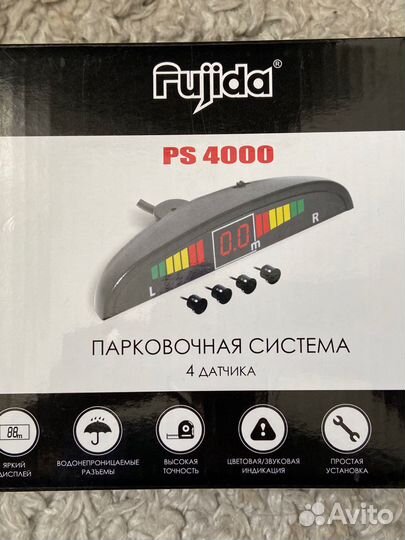 Fujida®
PS 4000
L 0.0 m R
ПАРКОВОЧНАЯ СИСТЕМА
4 ДАТЧИКА
88m
ЯРКИЙ ДИСПЛЕЙ
ВОДОНЕПРОНИЦАЕМЫЕ РАЗЪЕМЫ
ВЫСОКАЯ ТОЧНОСТЬ
ЦВЕТОВАЯ/ЗВУКОВАЯ ИНДИКАЦИЯ
ПРОСТАЯ УСТАНОВКА
Avito